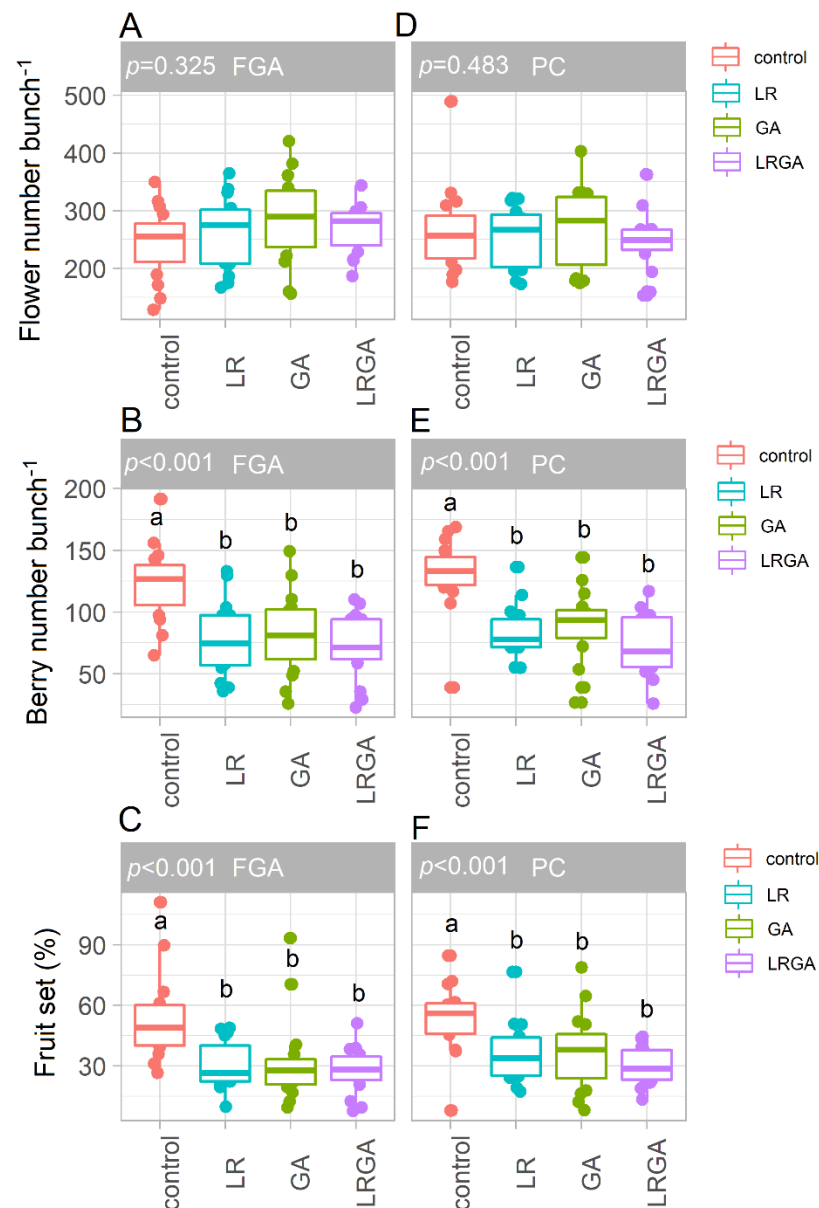 A
D
p=0.325 FGA
p=0.483 PC
control
LR
GA
LRGA
Flower number bunch⁻¹
500
400
300
200
control
LR
GA
LRGA
control
LR
GA
LRGA
B
E
p<0.001 FGA
p<0.001 PC
control
LR
GA
LRGA
Berry number bunch⁻¹
200
150
100
50
a
b
b
b
a
b
b
b
control
LR
GA
LRGA
control
LR
GA
LRGA
C
F
p<0.001 FGA
p<0.001 PC
control
LR
GA
LRGA
Fruit set (%)
90
60
30
a
b
b
b
a
b
b
b
control
LR
GA
LRGA
control
LR
GA
LRGA